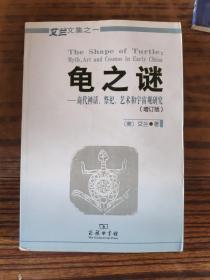 艾兰文集之一
The Shape of Turtle:
Myth, Art and Cosmos in Early China
龟之谜
——商代神话、祭祀、艺术和宇宙观研究
(增订版)
[美] 艾兰 著
商务印书馆
The Commercial Press